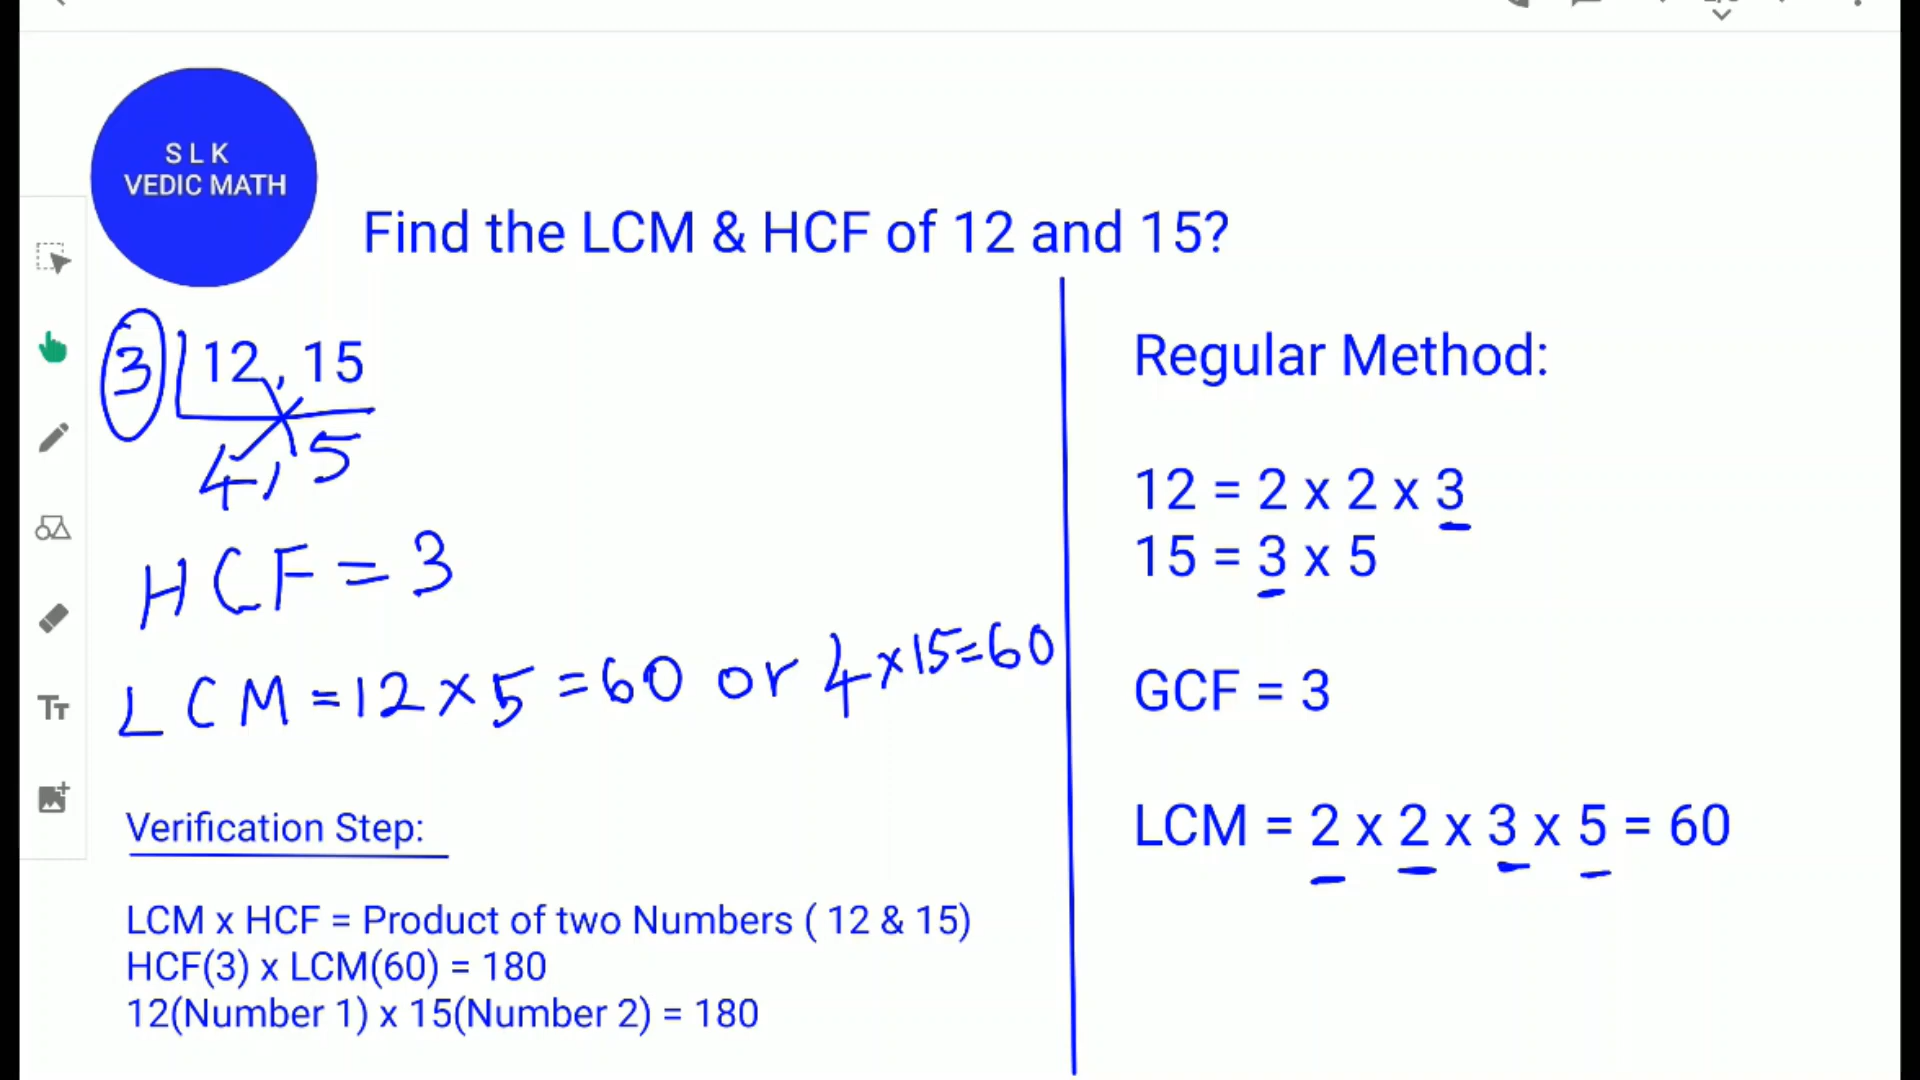 S L K
VEDIC MATH
Find the LCM & HCF of 12 and 15?
3 12, 15
4, 5
HCF = 3
LCM = 12 x 5 = 60 or 4 x 15 = 60
Verification Step:
LCM x HCF = Product of two Numbers ( 12 & 15)
HCF(3) x LCM(60) = 180
12(Number 1) x 15(Number 2) = 180
Regular Method:
12 = 2 x 2 x 3
15 = 3 x 5
GCF = 3
LCM = 2 x 2 x 3 x 5 = 60
Tт